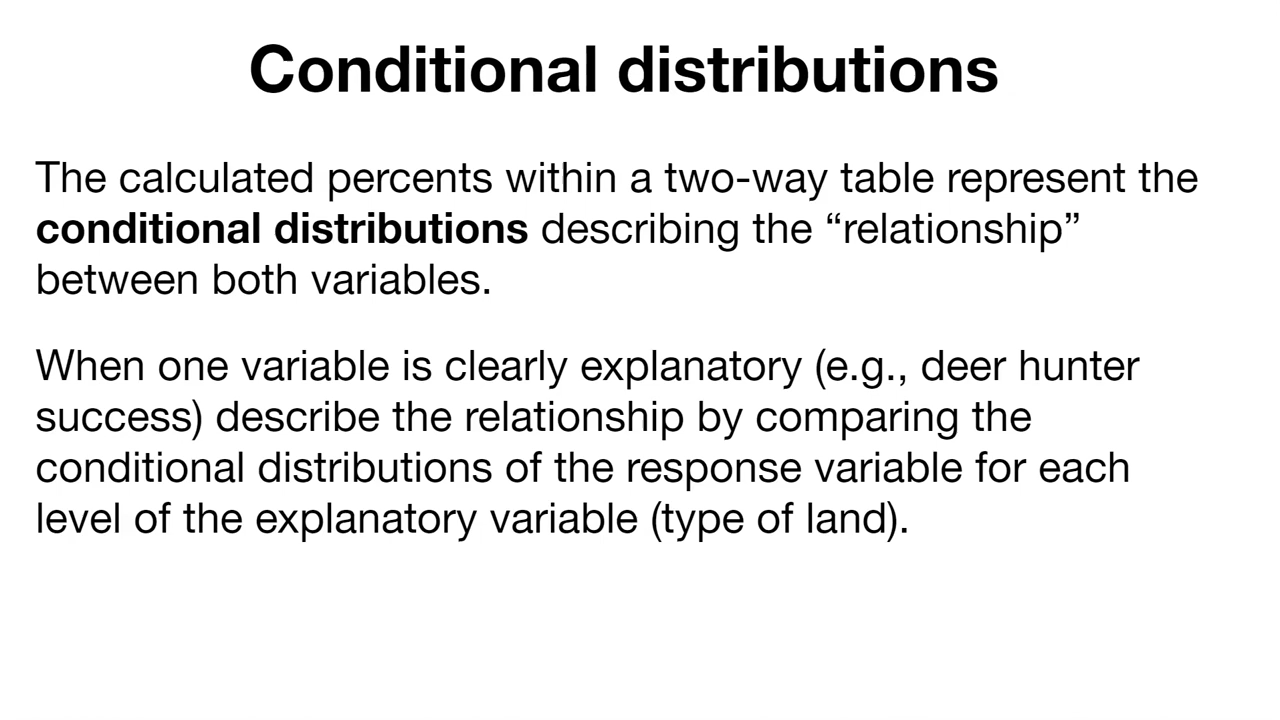 Conditional distributions
The calculated percents within a two-way table represent the
conditional distributions describing the “relationship”
between both variables.
When one variable is clearly explanatory (e.g., deer hunter
success) describe the relationship by comparing the
conditional distributions of the response variable for each
level of the explanatory variable (type of land).